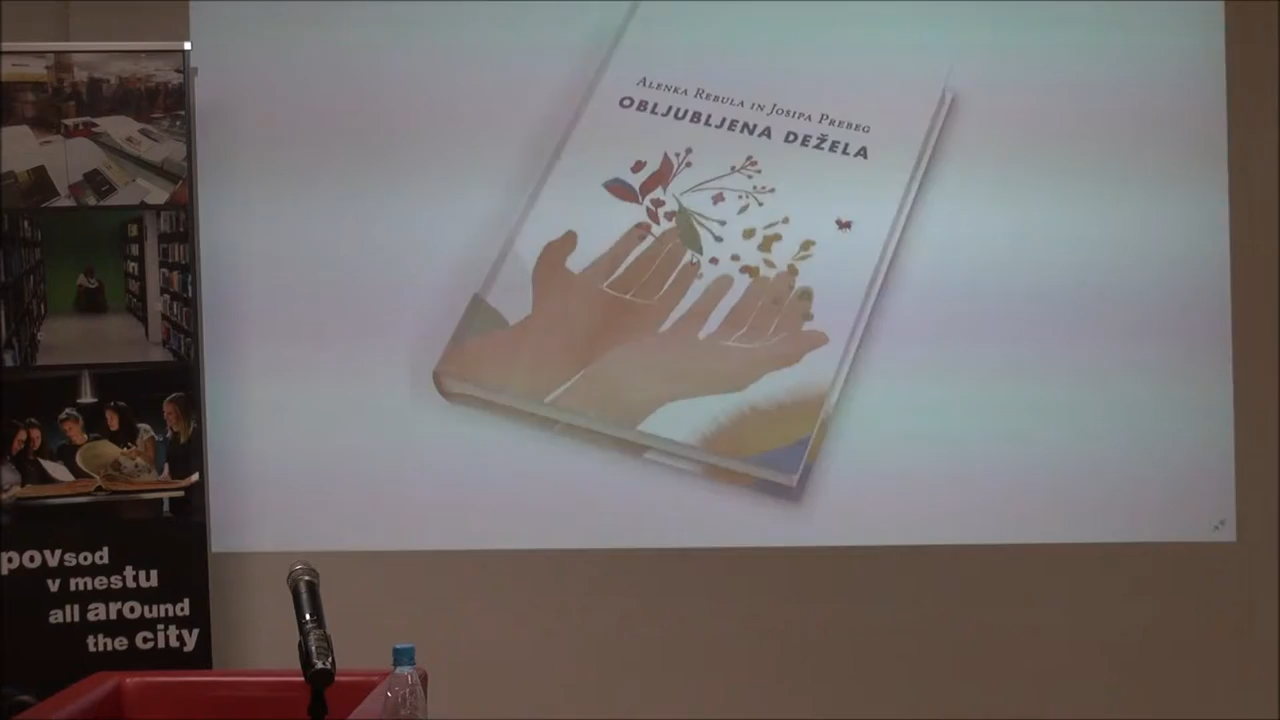 ALENKA REBULA IN JOSIPA PREBEG
OBLJUBLJENA DEŽELA
povsod
v mestu
all around
the city